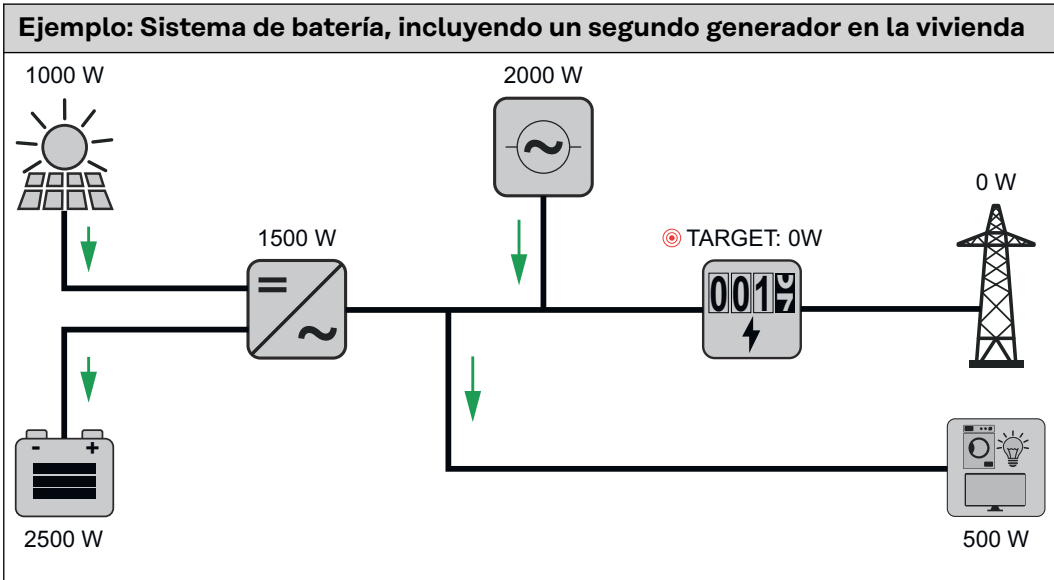 Ejemplo: Sistema de batería, incluyendo un segundo generador en la vivienda
1000 W
2000 W
0 W
1500 W
TARGET: 0W
001
- +
2500 W
500 W